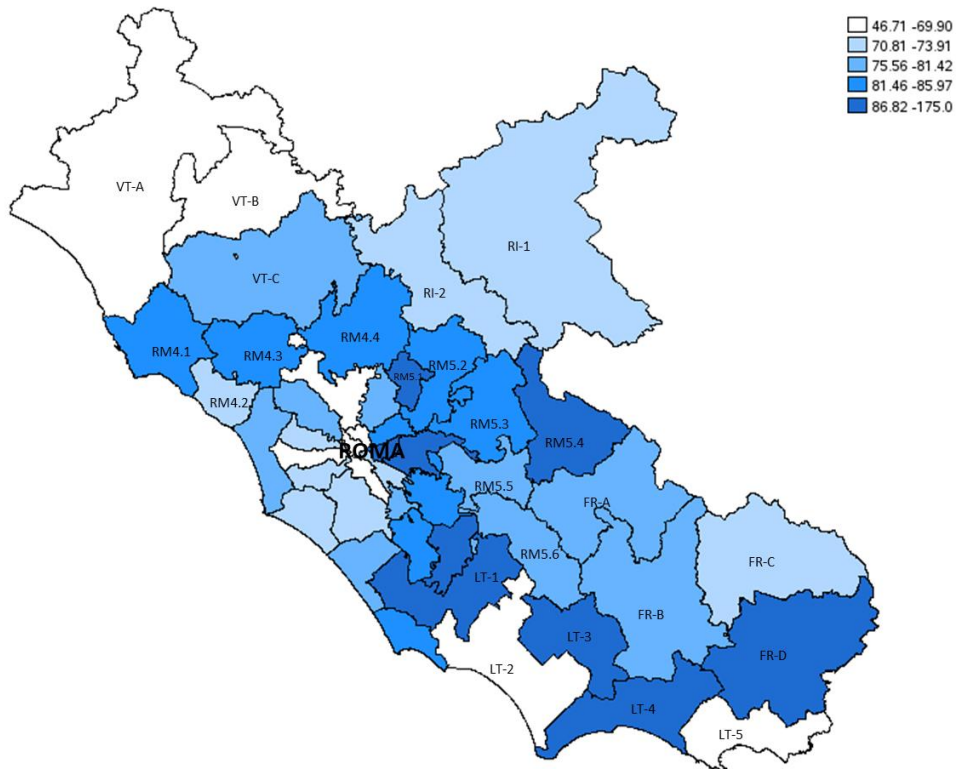 46.71 -69.90
70.81 -73.91
75.56 -81.42
81.46 -85.97
86.82 -175.0
VT-A
VT-B
RI-1
VT-C
RI-2
RM4.4
RM4.1
RM4.3
RM5.2
RM5.1
RM4.2
RM5.3
RM5.4
ROMA
RM5.5
FR-A
RM5.6
FR-C
LT-1
FR-B
LT-3
FR-D
LT-2
LT-4
LT-5